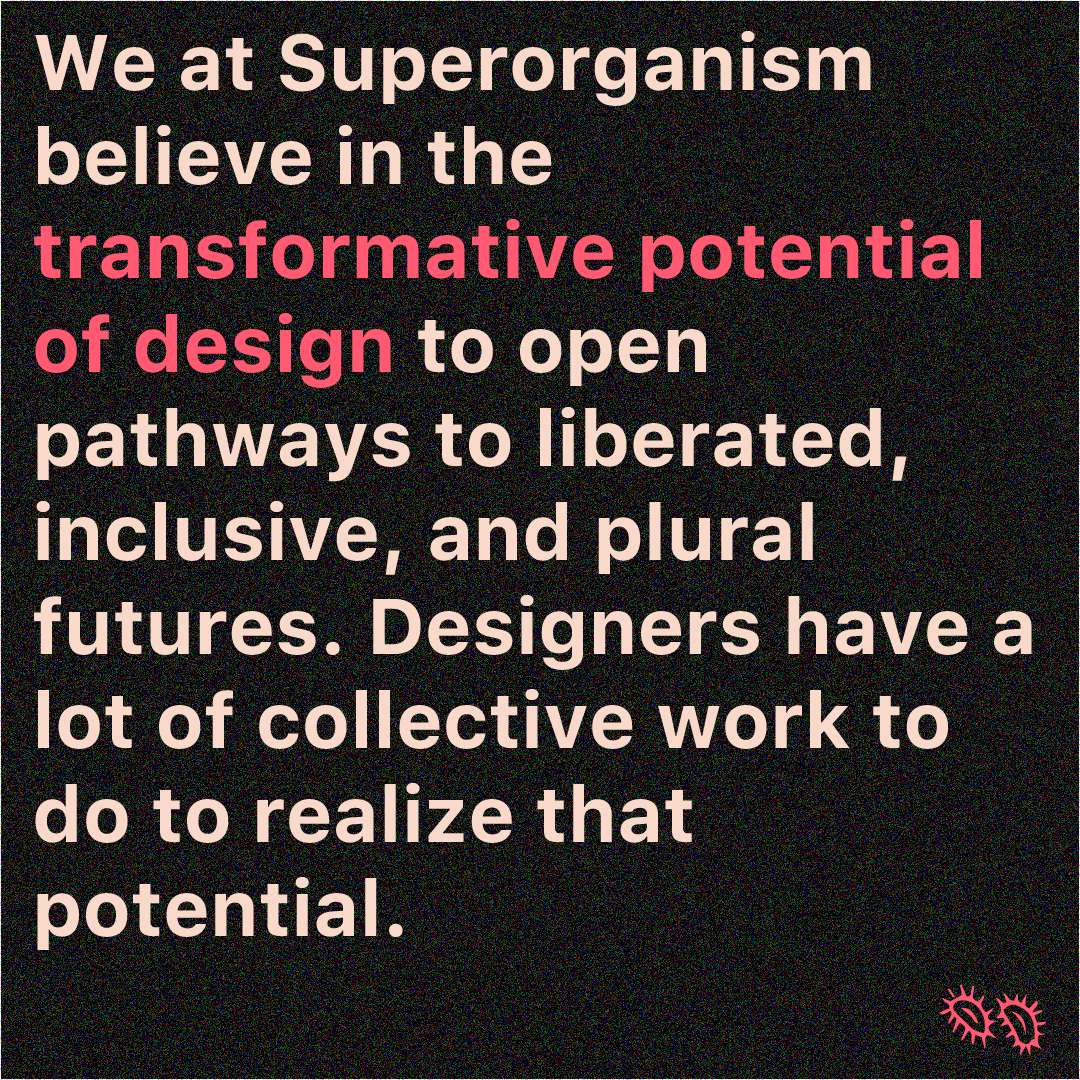 We at Superorganism
believe in the
transformative potential
of design to open
pathways to liberated,
inclusive, and plural
futures. Designers have a
lot of collective work to
do to realize that
potential.